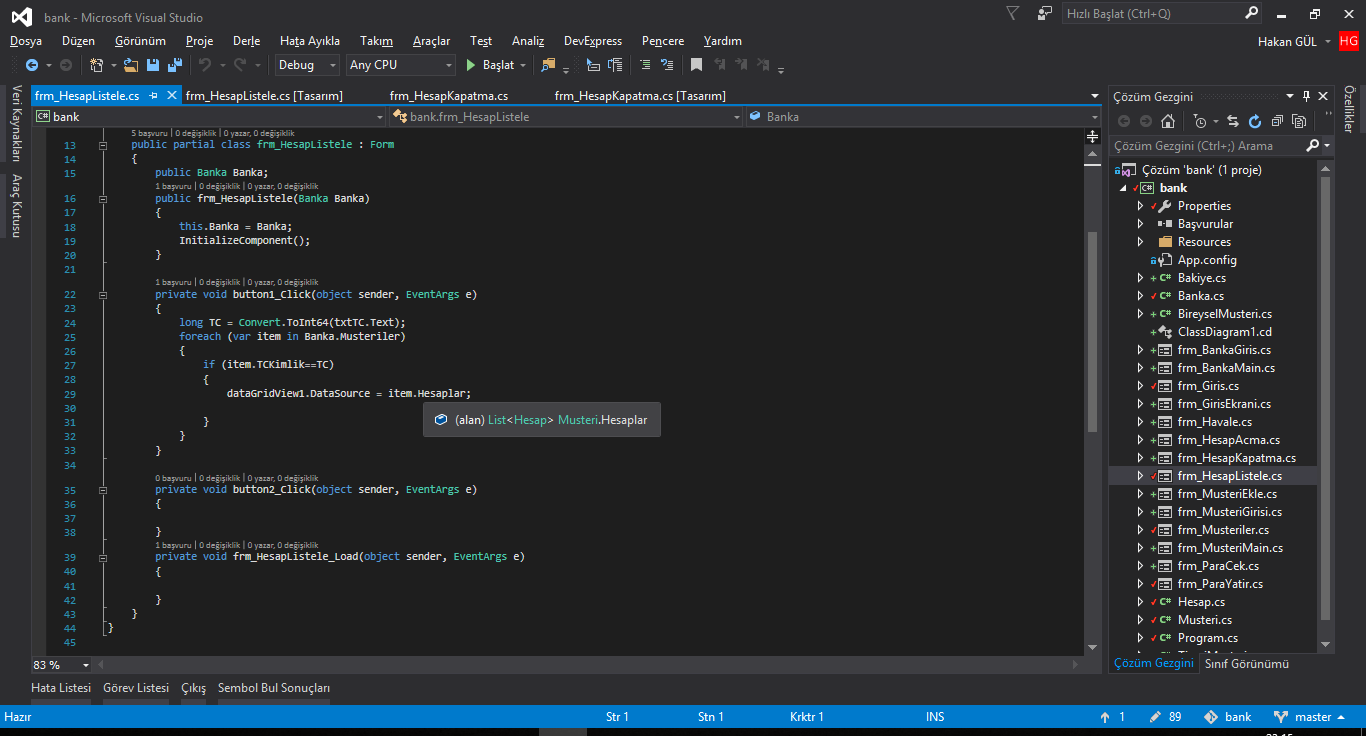 bank - Microsoft Visual Studio
Hızlı Başlat (Ctrl+Q)
Dosya Düzen Görünüm Proje Derle Hata Ayıkla Takım Araçlar Test Analiz DevExpress Pencere Yardım
Hakan GÜL HG
Debug Any CPU Başlat
Veri Kaynakları
Araç Kutusu
frm_HesapListele.cs frm_HesapListele.cs [Tasarım] frm_HesapKapatma.cs frm_HesapKapatma.cs [Tasarım]
bank bank.frm_HesapListele Banka
5 başvuru | 0 değişiklik | 0 yazar, 0 değişiklik
13 public partial class frm_HesapListele : Form
14 {
15 public Banka Banka;
1 başvuru | 0 değişiklik | 0 yazar, 0 değişiklik
16 public frm_HesapListele(Banka Banka)
17 {
18 this.Banka = Banka;
19 InitializeComponent();
20 }
21
1 başvuru | 0 değişiklik | 0 yazar, 0 değişiklik
22 private void button1_Click(object sender, EventArgs e)
23 {
24 long TC = Convert.ToInt64(txtTC.Text);
25 foreach (var item in Banka.Musteriler)
26 {
27 if (item.TCKimlik==TC)
28 {
29 dataGridView1.DataSource = item.Hesaplar;
30
(alan) List<Hesap> Musteri.Hesaplar
31 }
32 }
33 }
34
0 başvuru | 0 değişiklik | 0 yazar, 0 değişiklik
35 private void button2_Click(object sender, EventArgs e)
36 {
37
38 }
1 başvuru | 0 değişiklik | 0 yazar, 0 değişiklik
39 private void frm_HesapListele_Load(object sender, EventArgs e)
40 {
41
42 }
43 }
44 }
45
83 %
Çözüm Gezgini
Çözüm Gezgini (Ctrl+;) Arama
Çözüm 'bank' (1 proje)
bank
Properties
Başvurular
Resources
App.config
Bakiye.cs
Banka.cs
BireyselMusteri.cs
ClassDiagram1.cd
frm_BankaGiris.cs
frm_BankaMain.cs
frm_Giris.cs
frm_GirisEkrani.cs
frm_Havale.cs
frm_HesapAcma.cs
frm_HesapKapatma.cs
frm_HesapListele.cs
frm_MusteriEkle.cs
frm_MusteriGirisi.cs
frm_Musteriler.cs
frm_MusteriMain.cs
frm_ParaCek.cs
frm_ParaYatir.cs
Hesap.cs
Musteri.cs
Program.cs
Çözüm Gezgini Sınıf Görünümü
Özellikler
Hata Listesi Görev Listesi Çıkış Sembol Bul Sonuçları
Hazır Str 1 Stn 1 Krktr 1 INS 1 89 bank master